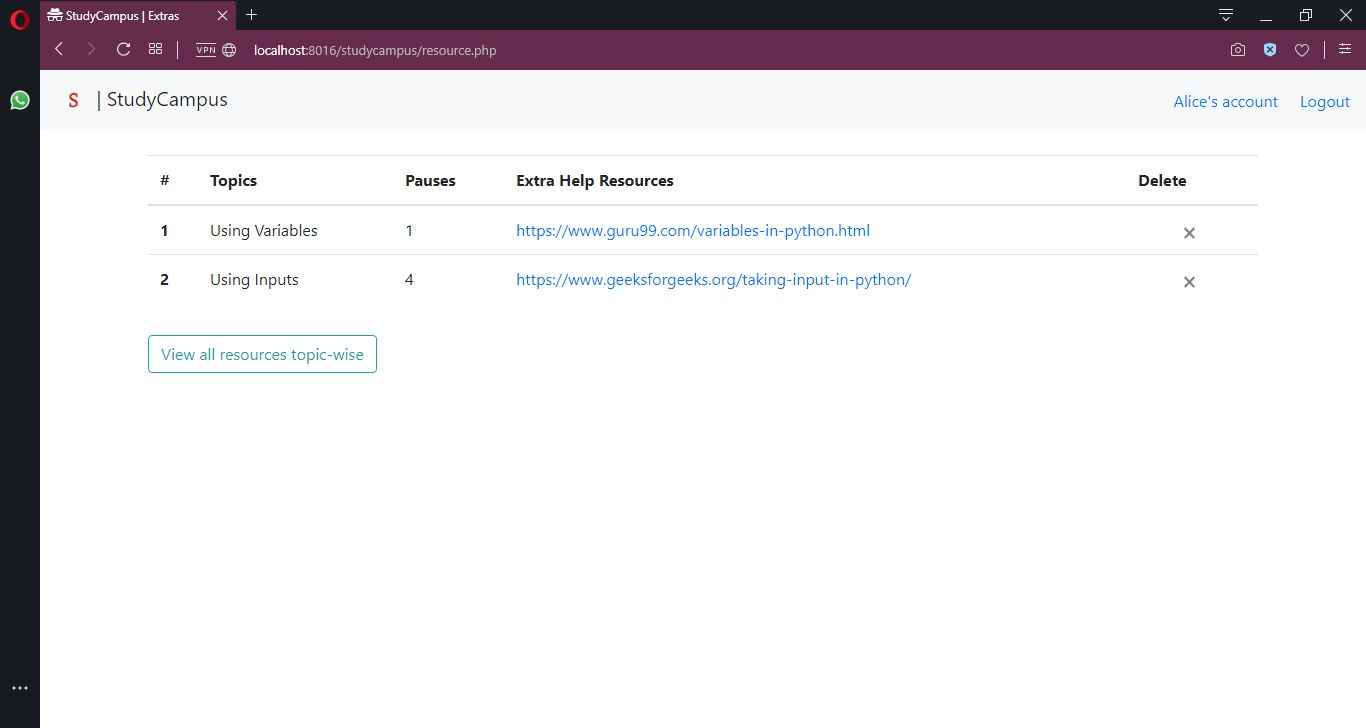 StudyCampus | Extras
VPN localhost:8016/studycampus/resource.php
S | StudyCampus Alice's account Logout
# Topics Pauses Extra Help Resources Delete
1 Using Variables 1 https://www.guru99.com/variables-in-python.html ×
2 Using Inputs 4 https://www.geeksforgeeks.org/taking-input-in-python/ ×
View all resources topic-wise